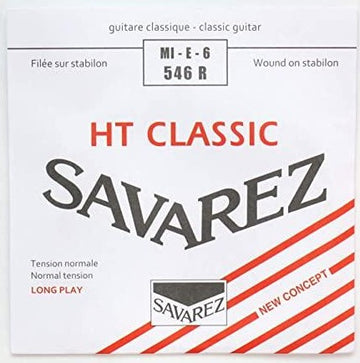 guitare classique - classic guitar
Filée sur stabilon
MI - E - 6
546 R
Wound on stabilon
HT CLASSIC
SAVAREZ
Tension normale
Normal tension
LONG PLAY
SAVAREZ
NEW CONCEPT